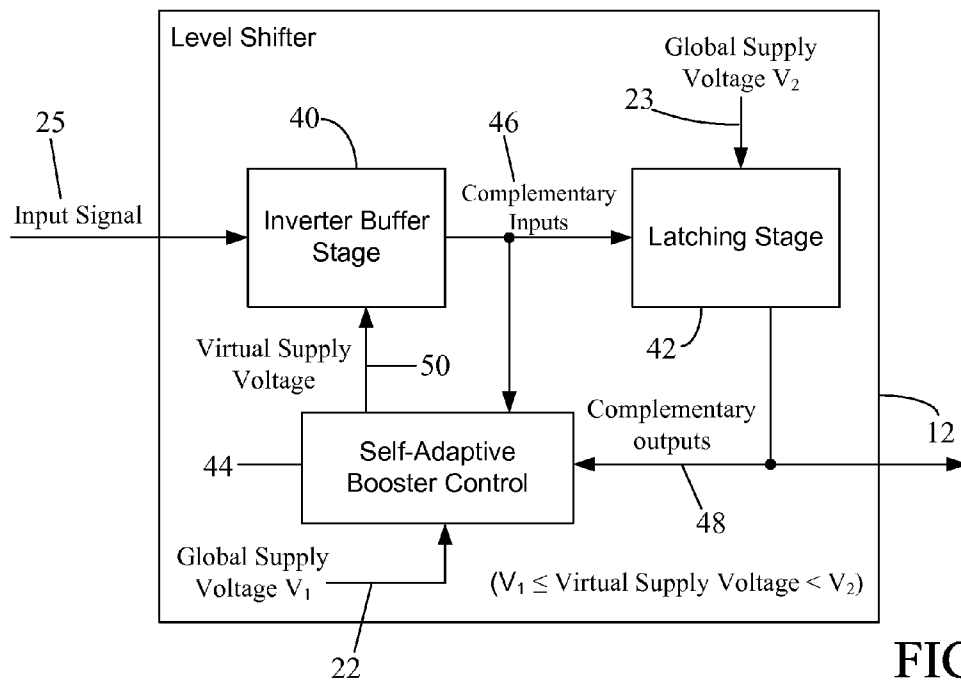 Level Shifter
Global Supply
Voltage V₂
23
25
40
46
Input Signal
Inverter Buffer
Stage
Complementary
Inputs
Latching Stage
Virtual Supply
Voltage
50
42
Complementary
outputs
12
44
Self-Adaptive
Booster Control
48
Global Supply
Voltage V₁
(V₁ ≤ Virtual Supply Voltage < V₂)
22
FIG